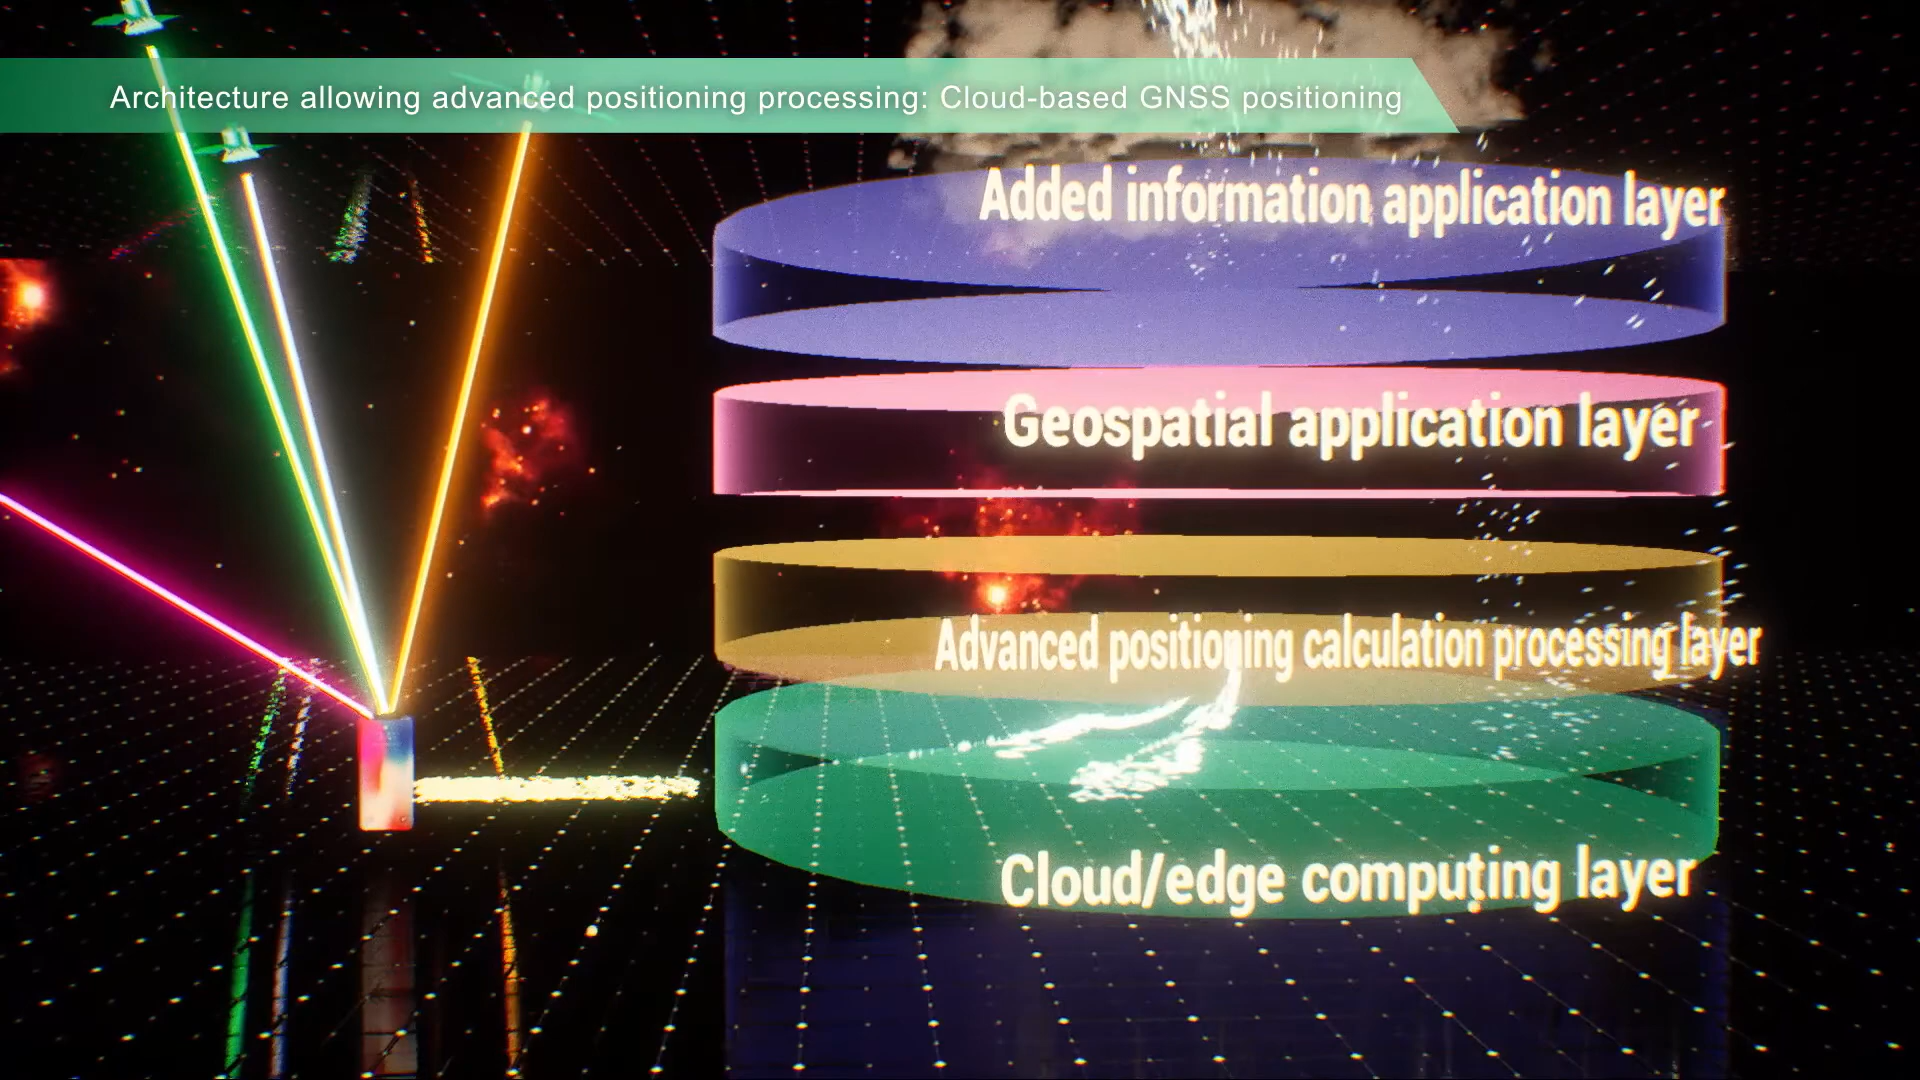 Architecture allowing advanced positioning processing: Cloud-based GNSS positioning
Added information application layer
Geospatial application layer
Advanced positioning calculation processing layer
Cloud/edge computing layer